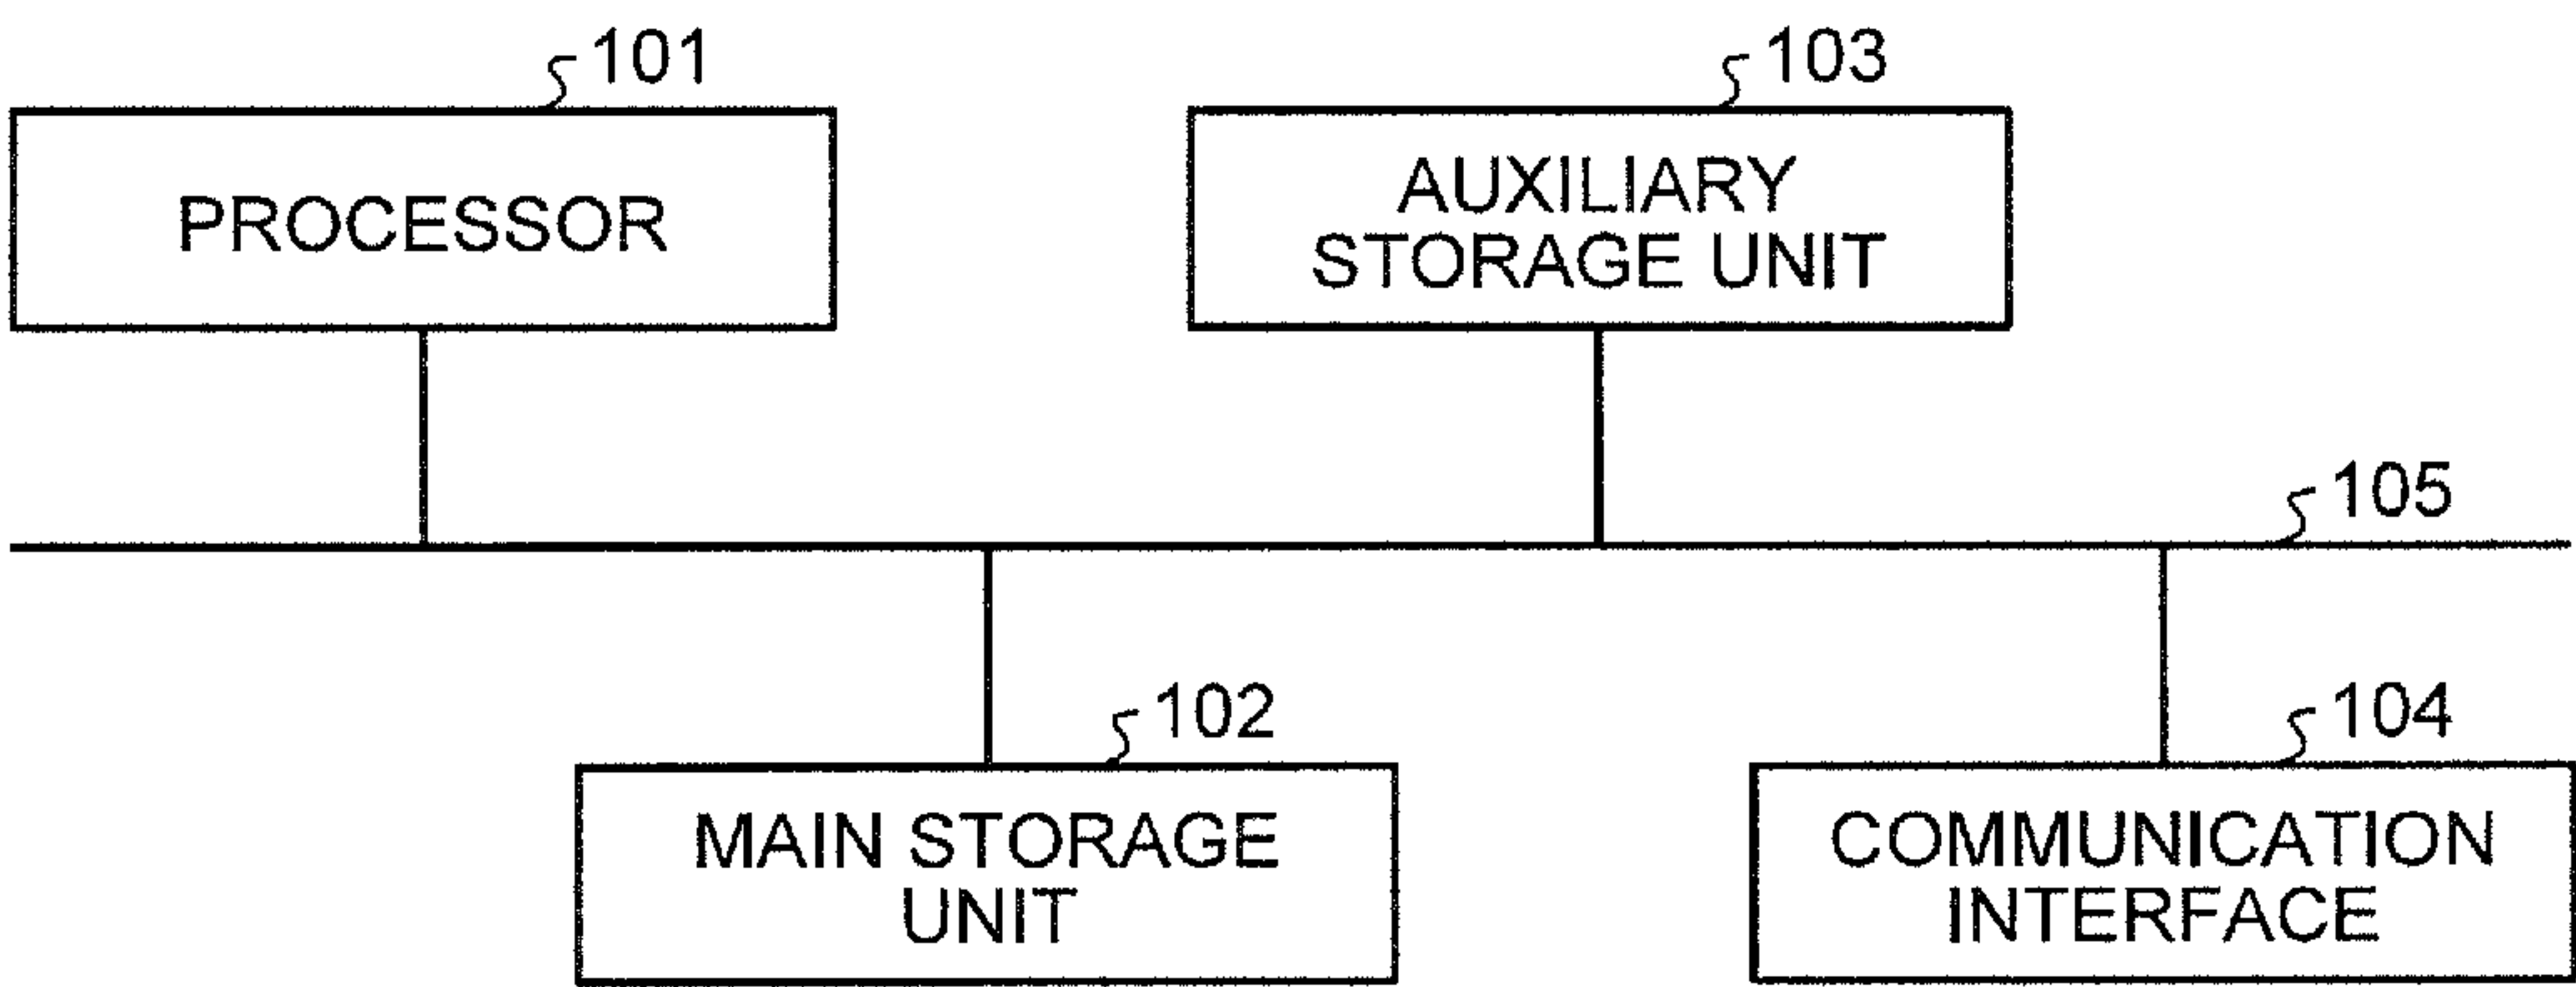 101
PROCESSOR
103
AUXILIARY
STORAGE UNIT
105
102
MAIN STORAGE
UNIT
104
COMMUNICATION
INTERFACE